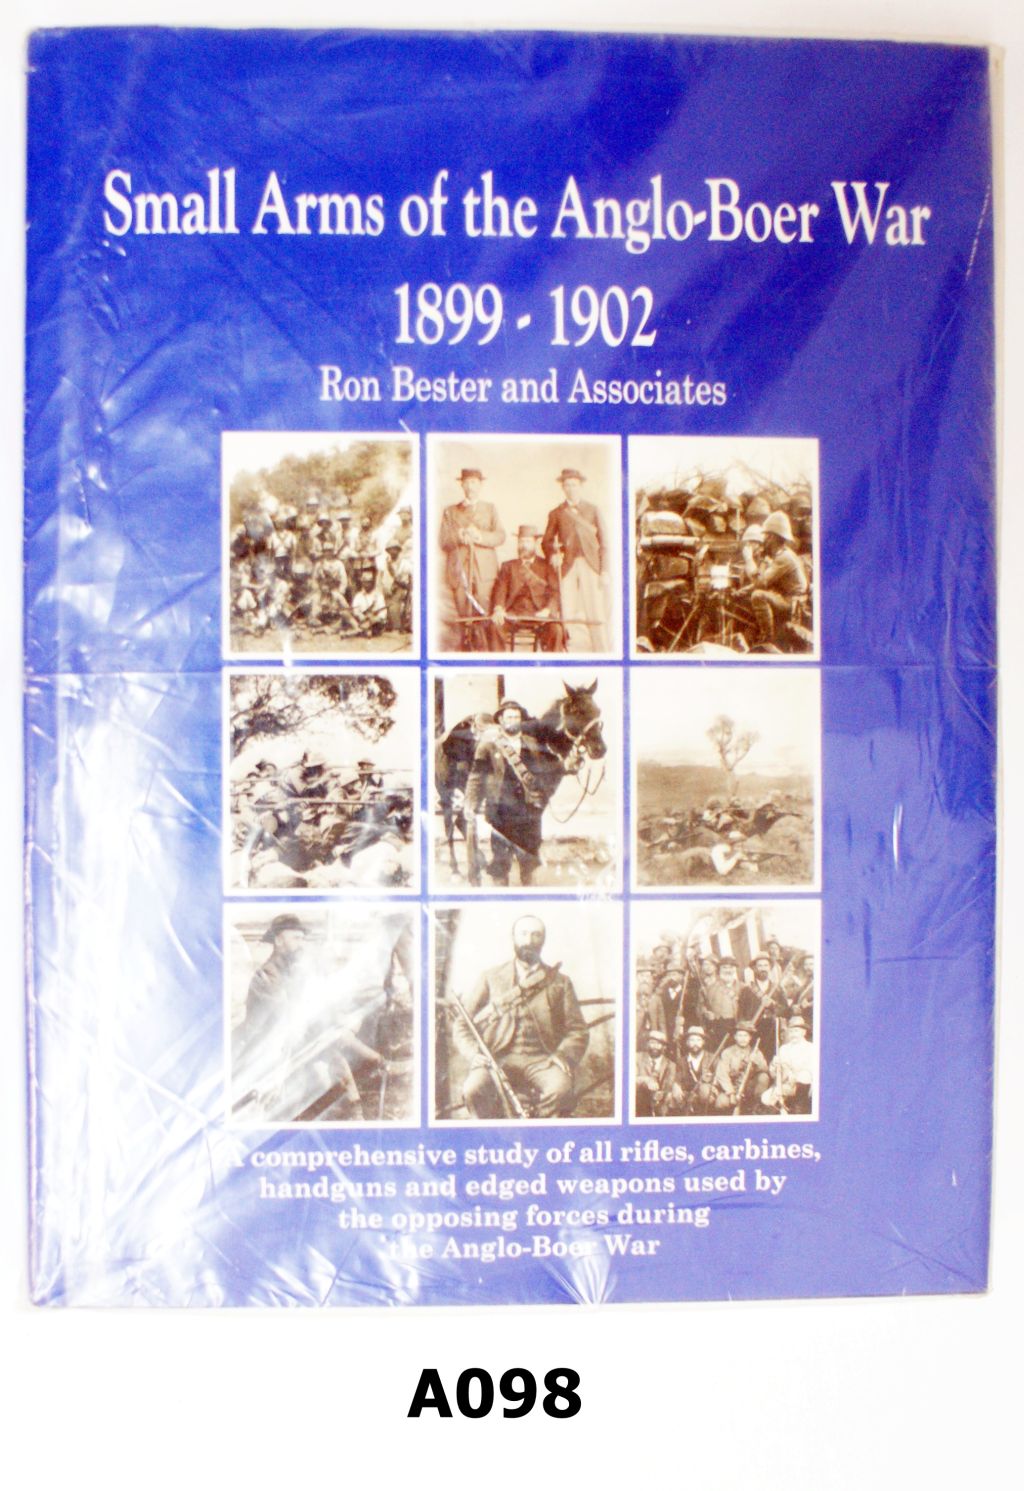 Small Arms of the Anglo-Boer War
1899 - 1902
Ron Bester and Associates
A comprehensive study of all rifles, carbines,
handguns and edged weapons used by
the opposing forces during
the Anglo-Boer War
A098